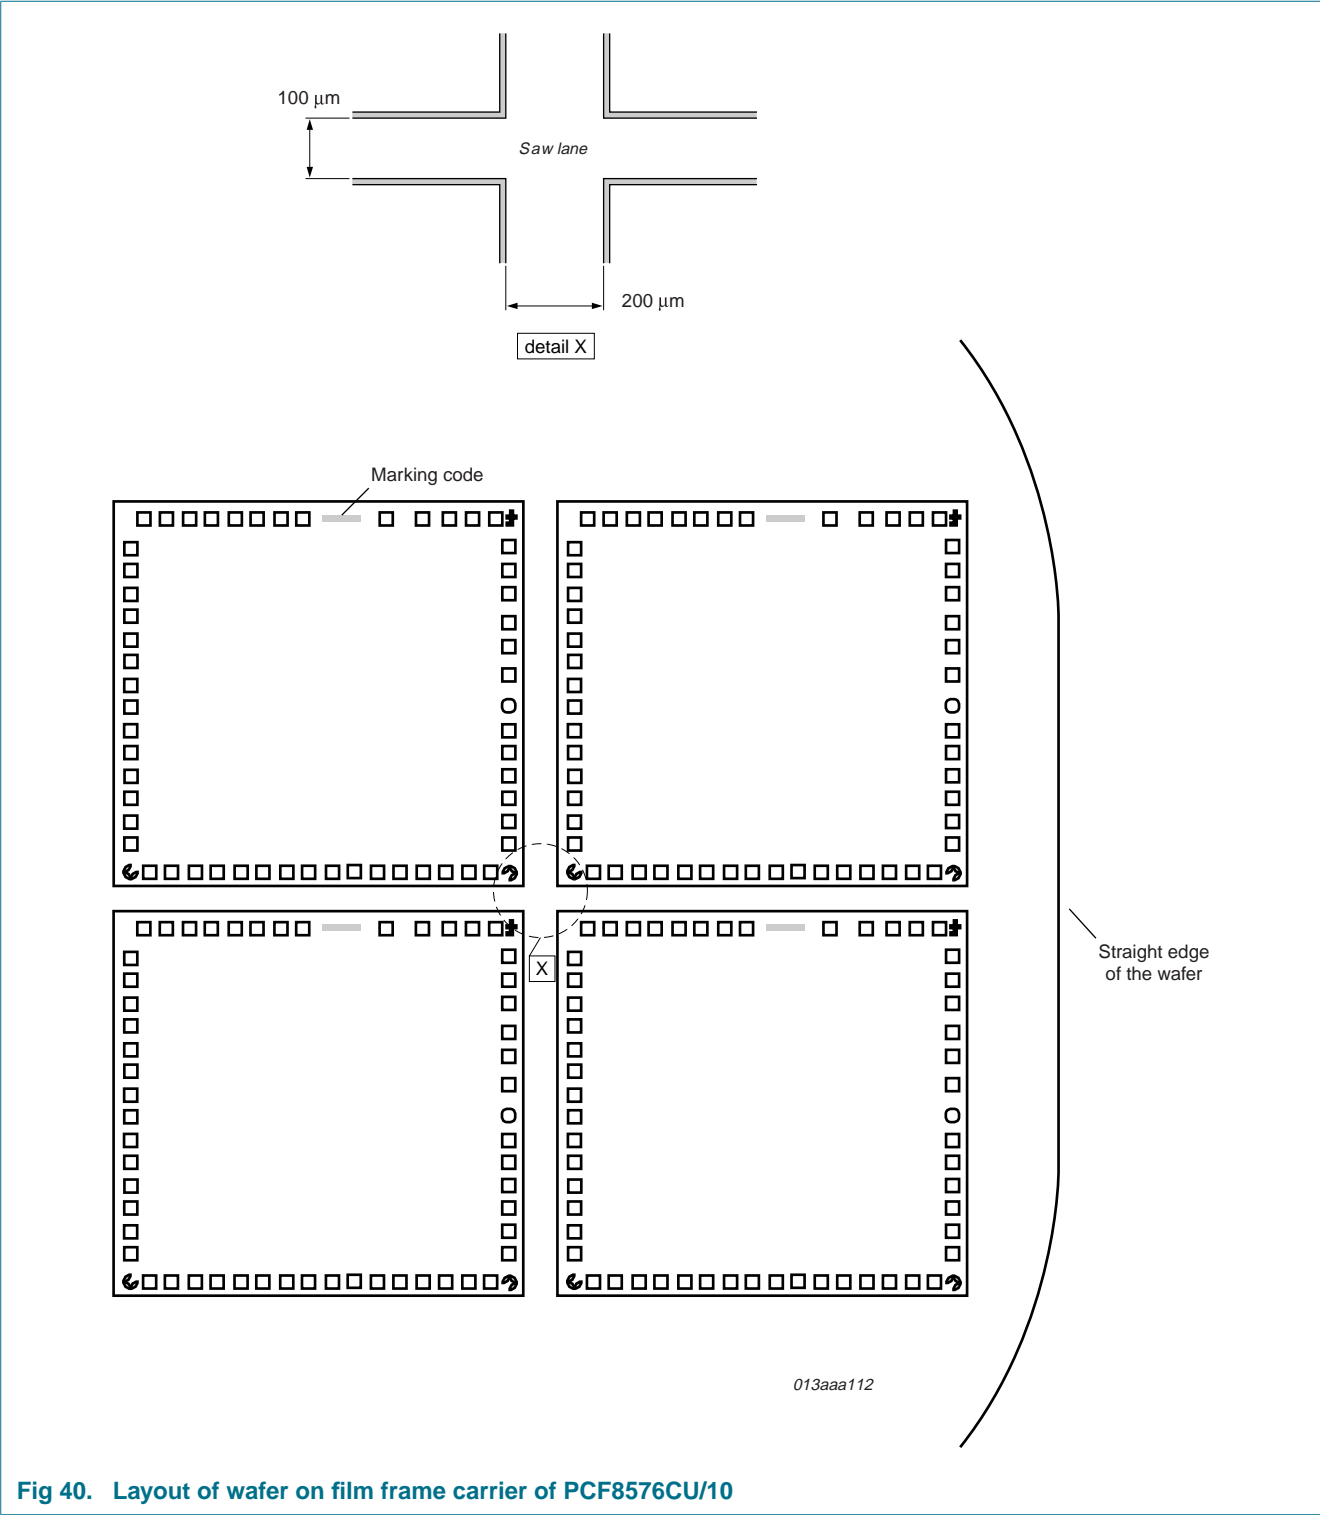 100 μm
Saw lane
200 μm
detail X
Marking code
X
Straight edge
of the wafer
013aaa112
Fig 40. Layout of wafer on film frame carrier of PCF8576CU/10